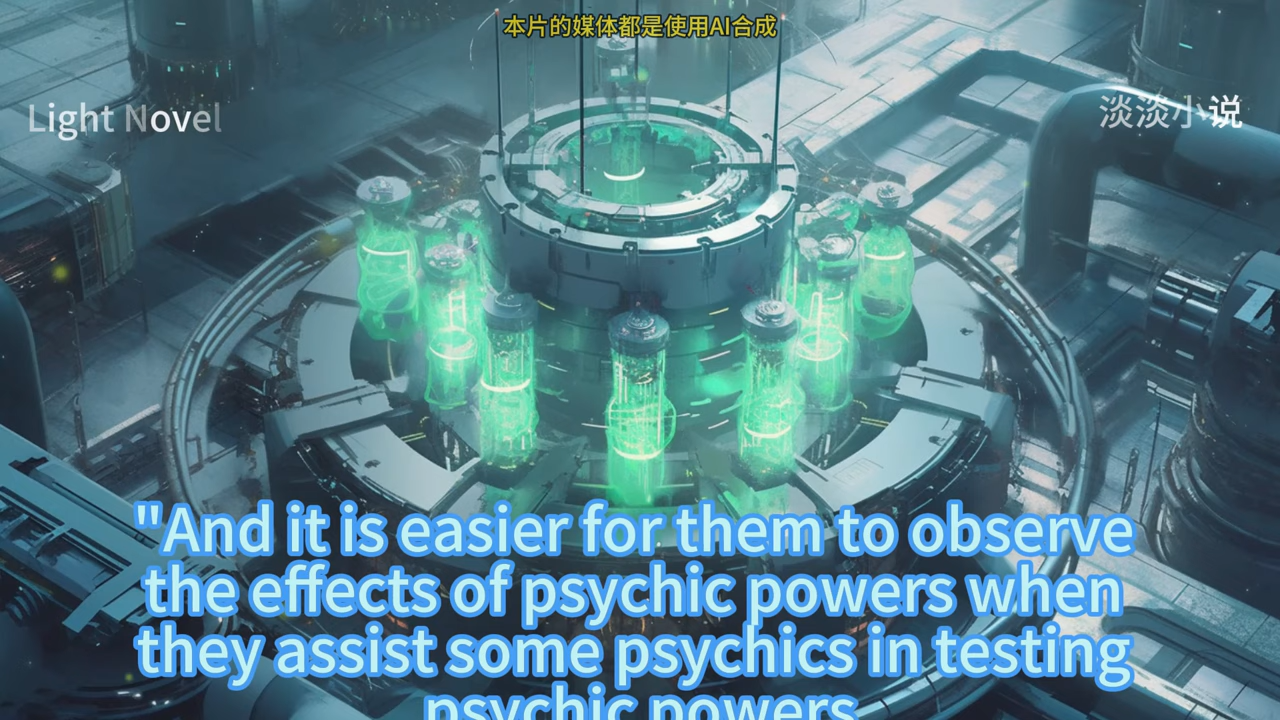 本片的媒体都是使用AI合成
Light Novel
淡淡小说
"And it is easier for them to observe
the effects of psychic powers when
they assist some psychics in testing
psychic powers